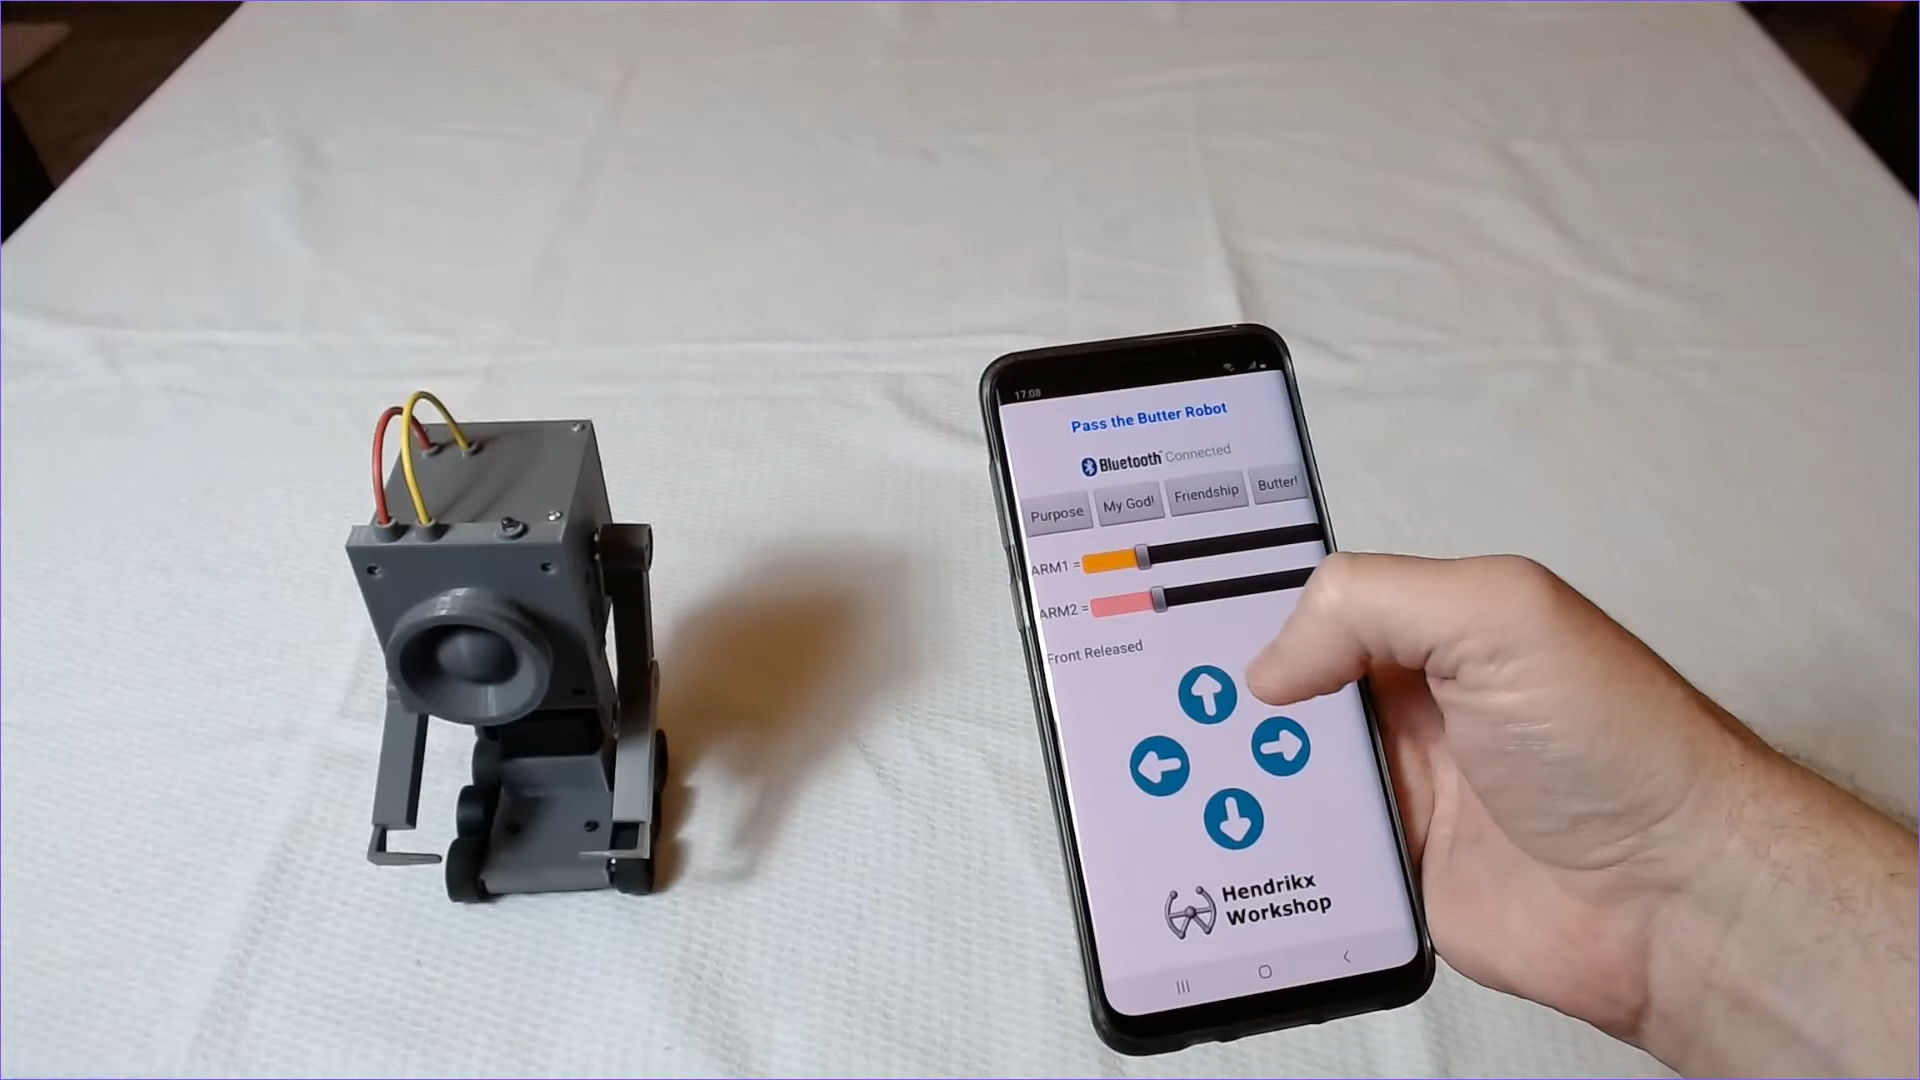 17:08
Pass the Butter Robot
Bluetooth Connected
Purpose My God! Friendship Butter!
ARM1 =
ARM2 =
Front Released
Hendrikx
Workshop